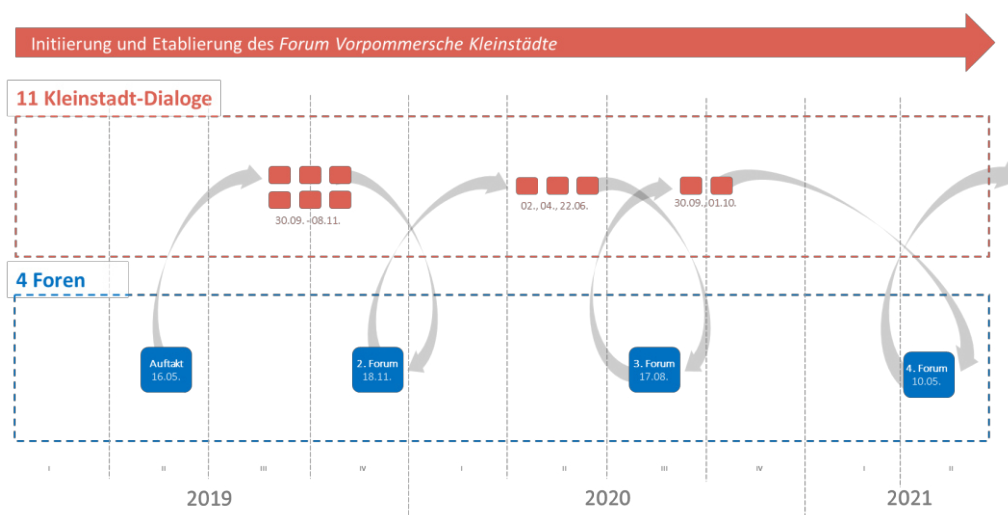 Initiierung und Etablierung des Forum Vorpommersche Kleinstädte
11 Kleinstadt-Dialoge
30.09. -08.11.
02., 04., 22.06.
30.09., 01.10.
4 Foren
Auftakt
16.05.
2. Forum
18.11.
3. Forum
17.08.
4. Forum
10.05.
I
II
III
IV
I
II
III
IV
I
II
2019
2020
2021